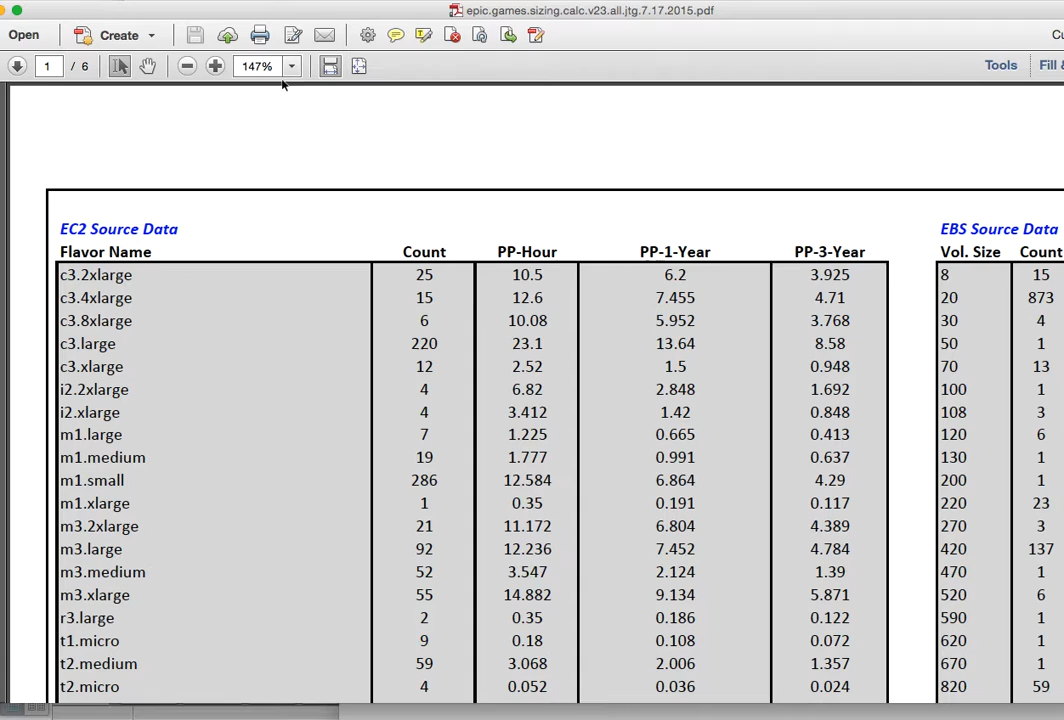 epic.games.sizing.calc.v23.all.jtg.7.17.2015.pdf
Open Create Cu
1 / 6 147% Tools Fill &
EC2 Source Data EBS Source Data
Flavor Name Count PP-Hour PP-1-Year PP-3-Year Vol. Size Count
c3.2xlarge 25 10.5 6.2 3.925 8 15
c3.4xlarge 15 12.6 7.455 4.71 20 873
c3.8xlarge 6 10.08 5.952 3.768 30 4
c3.large 220 23.1 13.64 8.58 50 1
c3.xlarge 12 2.52 1.5 0.948 70 13
i2.2xlarge 4 6.82 2.848 1.692 100 1
i2.xlarge 4 3.412 1.42 0.848 108 3
m1.large 7 1.225 0.665 0.413 120 6
m1.medium 19 1.777 0.991 0.637 130 1
m1.small 286 12.584 6.864 4.29 200 1
m1.xlarge 1 0.35 0.191 0.117 220 23
m3.2xlarge 21 11.172 6.804 4.389 270 3
m3.large 92 12.236 7.452 4.784 420 137
m3.medium 52 3.547 2.124 1.39 470 1
m3.xlarge 55 14.882 9.134 5.871 520 6
r3.large 2 0.35 0.186 0.122 590 1
t1.micro 9 0.18 0.108 0.072 620 1
t2.medium 59 3.068 2.006 1.357 670 1
t2.micro 4 0.052 0.036 0.024 820 59